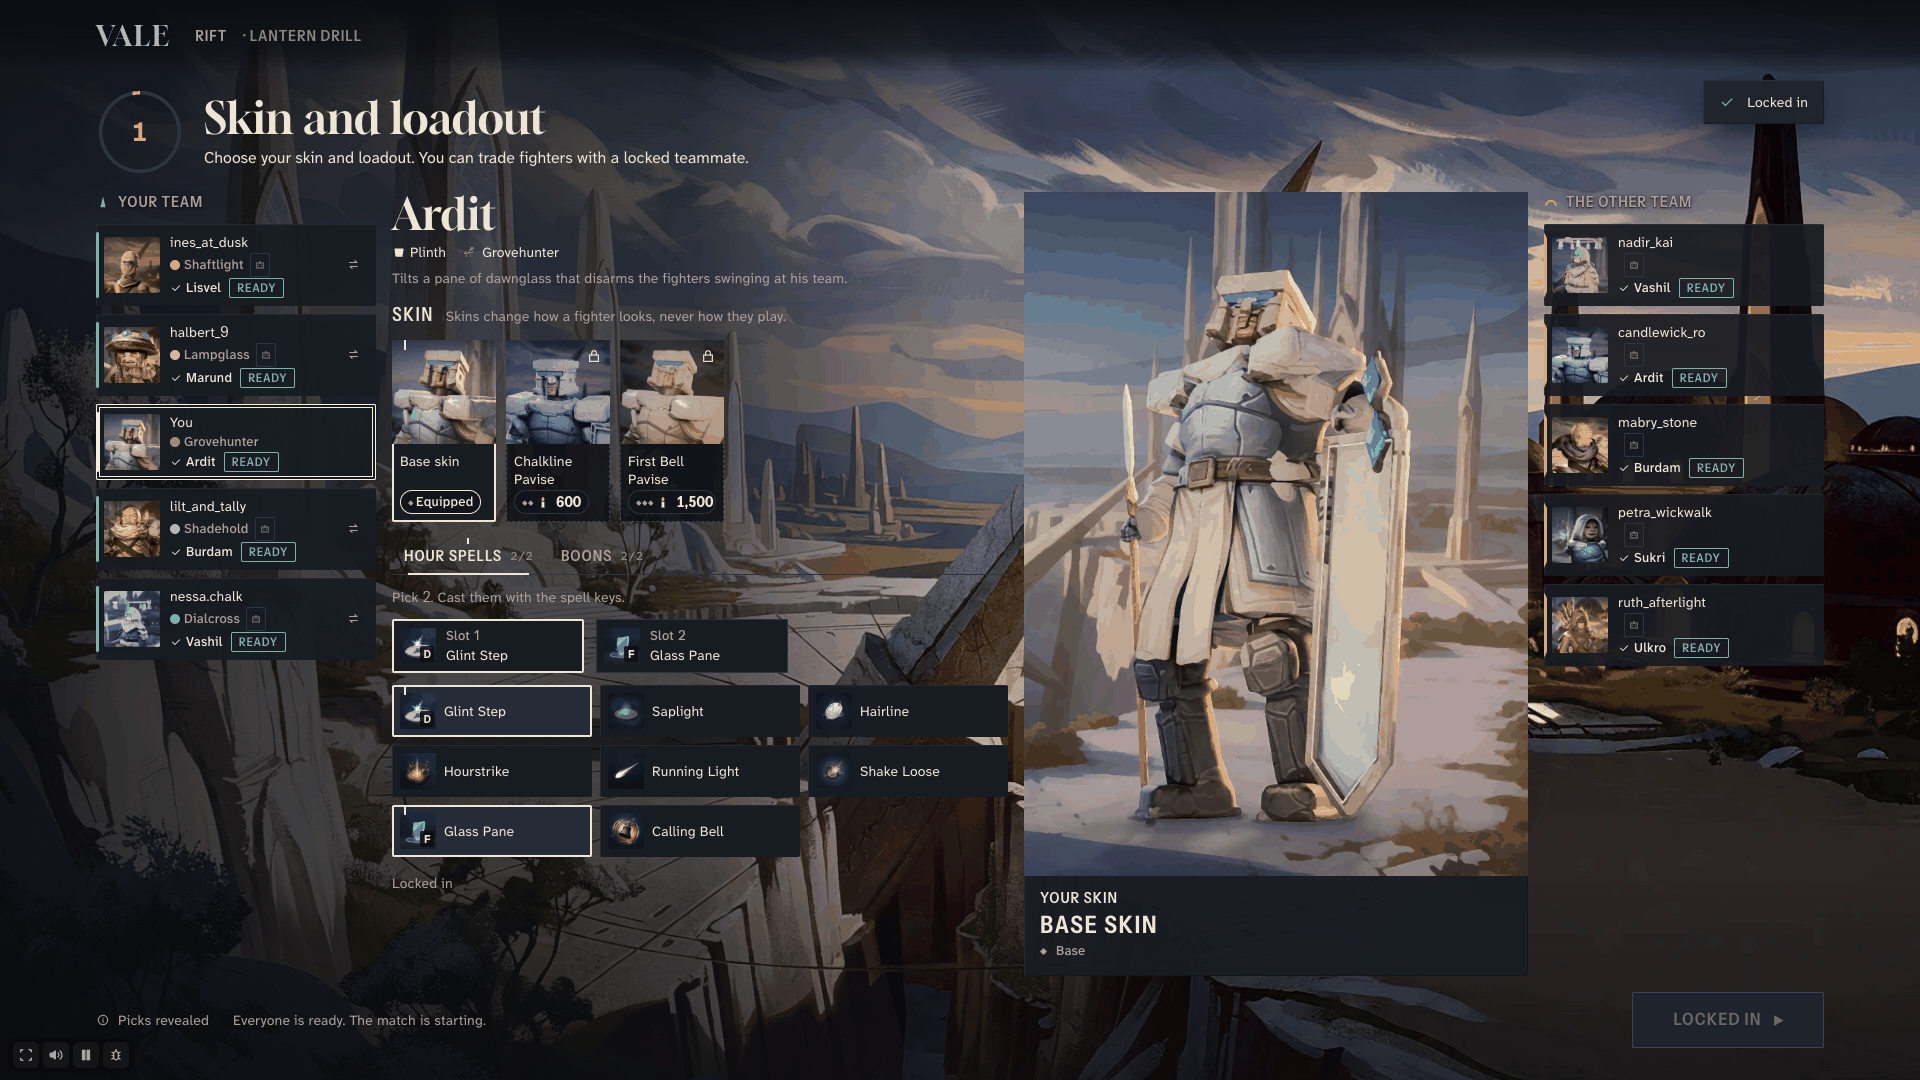 VALE RIFT · LANTERN DRILL
1
Skin and loadout
Choose your skin and loadout. You can trade fighters with a locked teammate.
Locked in
YOUR TEAM
ines_at_dusk
Shaftlight
Lisvel READY
halbert_9
Lampglass
Marund READY
You
Grovehunter
Ardit READY
lilt_and_tally
Shadehold
Burdam READY
nessa.chalk
Dialcross
Vashil READY
Ardit
Plinth Grovehunter
Tilts a pane of dawnglass that disarms the fighters swinging at his team.
SKIN Skins change how a fighter looks, never how they play.
Base skin
Equipped
Chalkline
Pavise
600
First Bell
Pavise
1,500
HOUR SPELLS 2/2 BOONS 2/2
Pick 2. Cast them with the spell keys.
D
Slot 1
Glint Step
F
Slot 2
Glass Pane
D Glint Step
Saplight
Hairline
Hourstrike
Running Light
Shake Loose
F Glass Pane
Calling Bell
Locked in
YOUR SKIN
BASE SKIN
Base
THE OTHER TEAM
nadir_kai
Vashil READY
candlewick_ro
Ardit READY
mabry_stone
Burdam READY
petra_wickwalk
Sukri READY
ruth_afterlight
Ulkro READY
Picks revealed Everyone is ready. The match is starting.
LOCKED IN